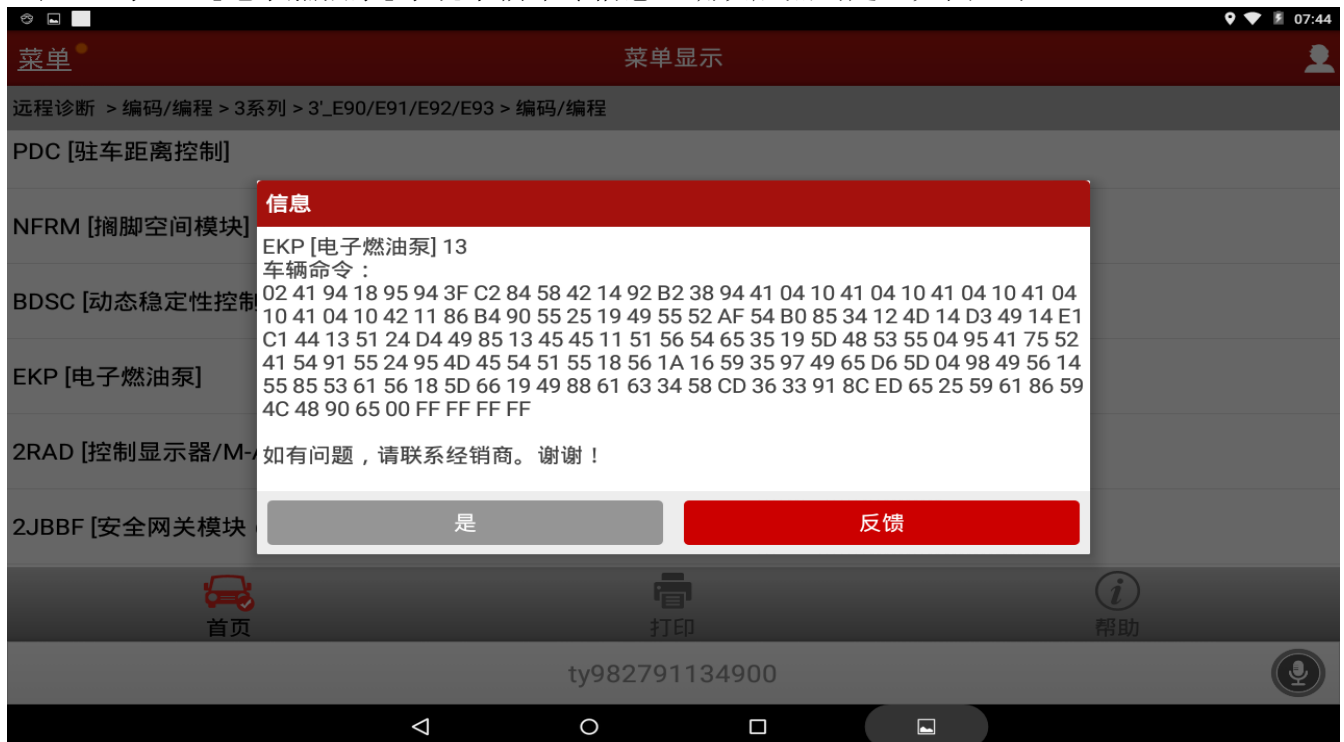 07:44
菜单
菜单显示
远程诊断 > 编码/编程 > 3系列 > 3'_E90/E91/E92/E93 > 编码/编程
PDC [驻车距离控制]
信息
NFRM [搁脚空间模块]
EKP [电子燃油泵] 13
车辆命令：
02 41 94 18 95 94 3F C2 84 58 42 14 92 B2 38 94 41 04 10 41 04 10 41 04 10 41 04
BDSC [动态稳定性控制
10 41 04 10 42 11 86 B4 90 55 25 19 49 55 52 AF 54 B0 85 34 12 4D 14 D3 49 14 E1
C1 44 13 51 24 D4 49 85 13 45 45 11 51 56 54 65 35 19 5D 48 53 55 04 95 41 75 52
41 54 91 55 24 95 4D 45 54 51 55 18 56 1A 16 59 35 97 49 65 D6 5D 04 98 49 56 14
EKP [电子燃油泵]
55 85 53 61 56 18 5D 66 19 49 88 61 63 34 58 CD 36 33 91 8C ED 65 25 59 61 86 59
4C 48 90 65 00 FF FF FF FF
2RAD [控制显示器/M-
如有问题，请联系经销商。谢谢！
2JBBF [安全网关模块
是
反馈
首页
打印
帮助
ty982791134900